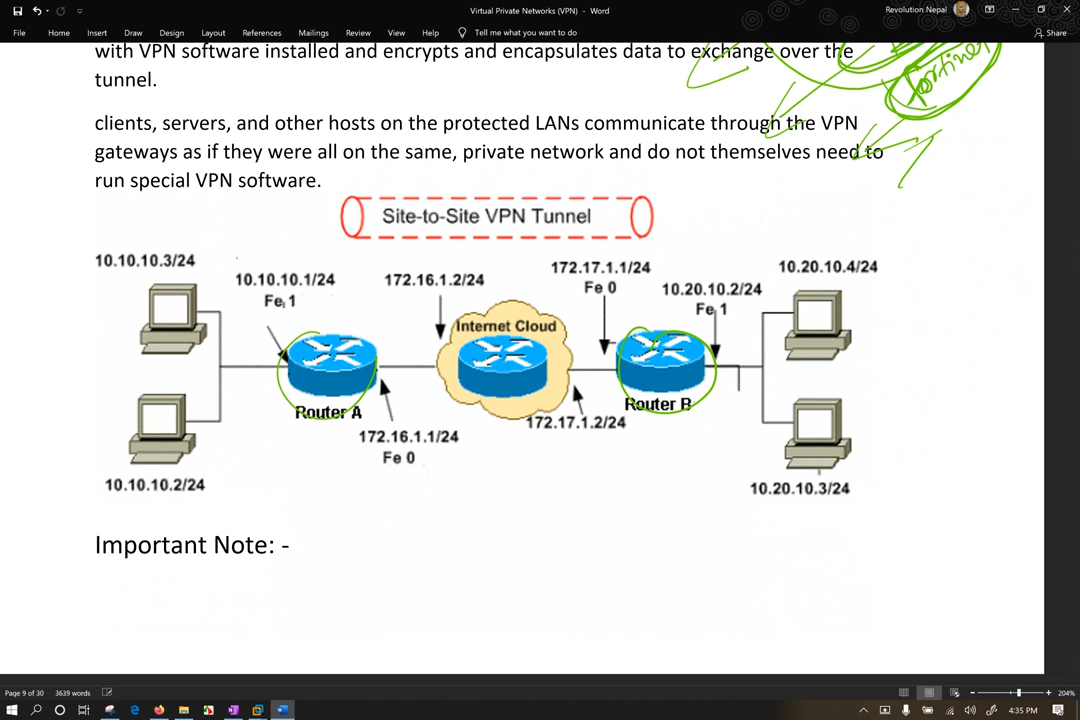 Virtual Private Networks (VPN) - Word
Revolution Nepal
File Home Insert Draw Design Layout References Mailings Review View Help Tell me what you want to do Share
with VPN software installed and encrypts and encapsulates data to exchange over the
tunnel.
clients, servers, and other hosts on the protected LANs communicate through the VPN
gateways as if they were all on the same, private network and do not themselves need to
run special VPN software.
Site-to-Site VPN Tunnel
10.10.10.3/24
10.10.10.1/24
Fe 1
172.16.1.2/24
172.17.1.1/24
Fe 0
10.20.10.2/24
Fe 1
10.20.10.4/24
Internet Cloud
Router A
Router B
172.16.1.1/24
Fe 0
172.17.1.2/24
10.10.10.2/24
10.20.10.3/24
Important Note: -
Page 9 of 30 3639 words
204%
4:35 PM